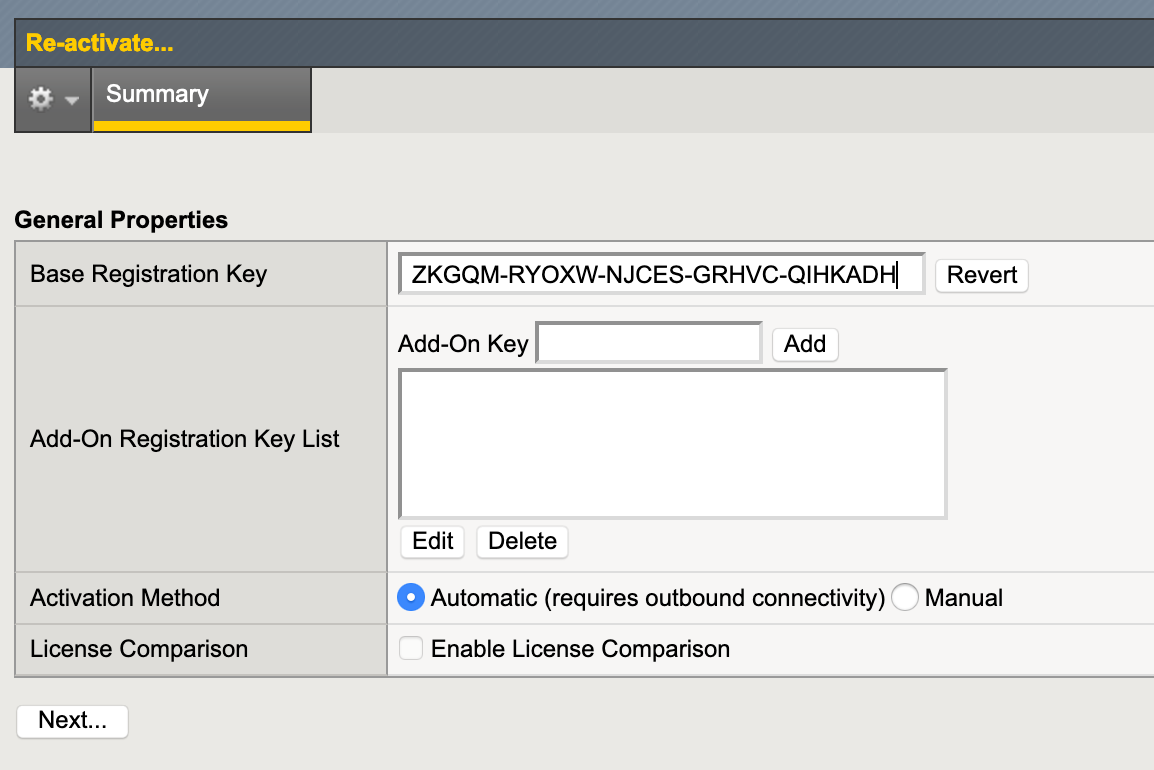 Re-activate...
Summary
General Properties
Base Registration Key ZKGQM-RYOXW-NJCES-GRHVC-QIHKADH Revert
Add-On Key Add
Add-On Registration Key List
Edit Delete
Activation Method Automatic (requires outbound connectivity) Manual
License Comparison Enable License Comparison
Next...